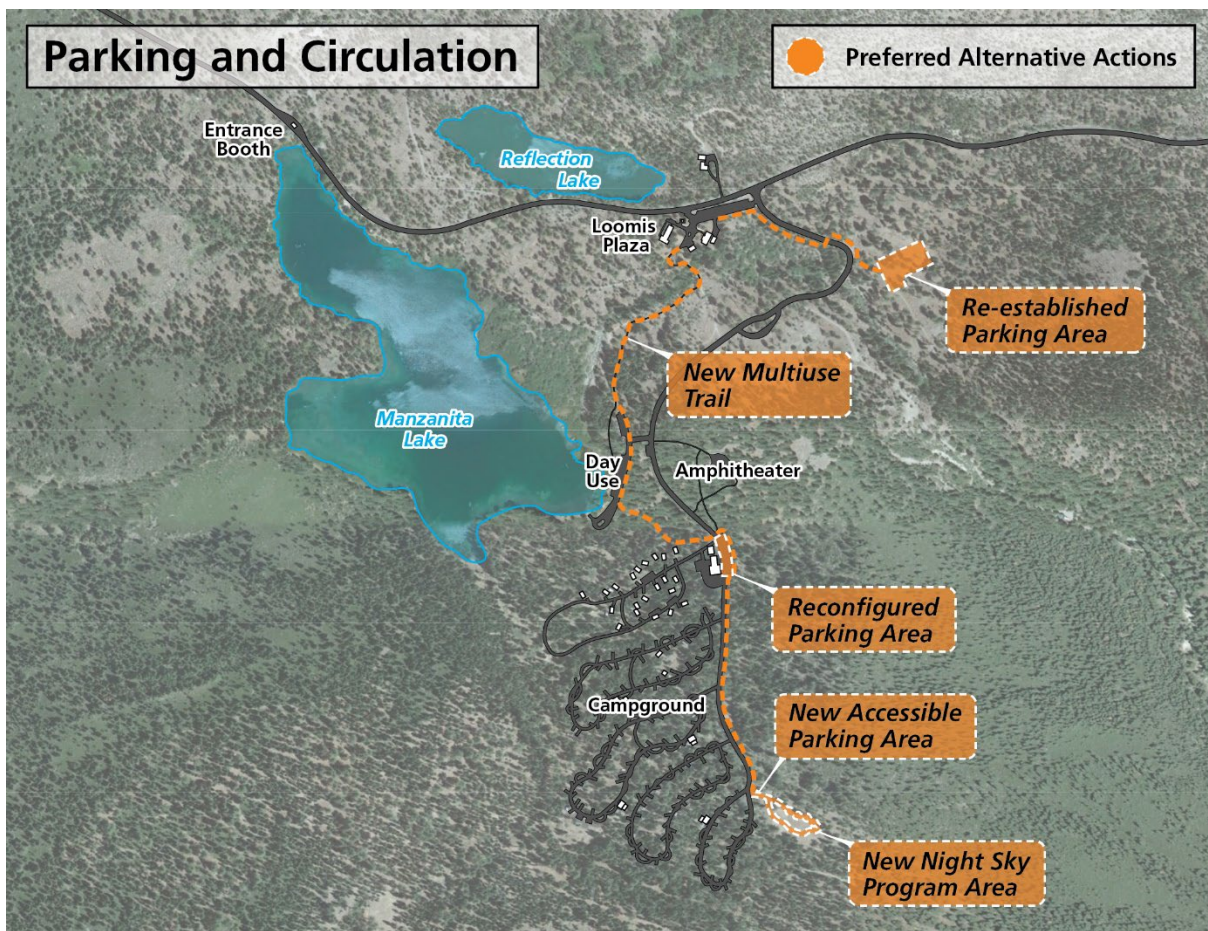 Parking and Circulation
Preferred Alternative Actions
Entrance
Booth
Reflection
Lake
Loomis
Plaza
Re-established
Parking Area
New Multiuse
Trail
Manzanita
Lake
Day
Use
Amphitheater
Reconfigured
Parking Area
Campground
New Accessible
Parking Area
New Night Sky
Program Area